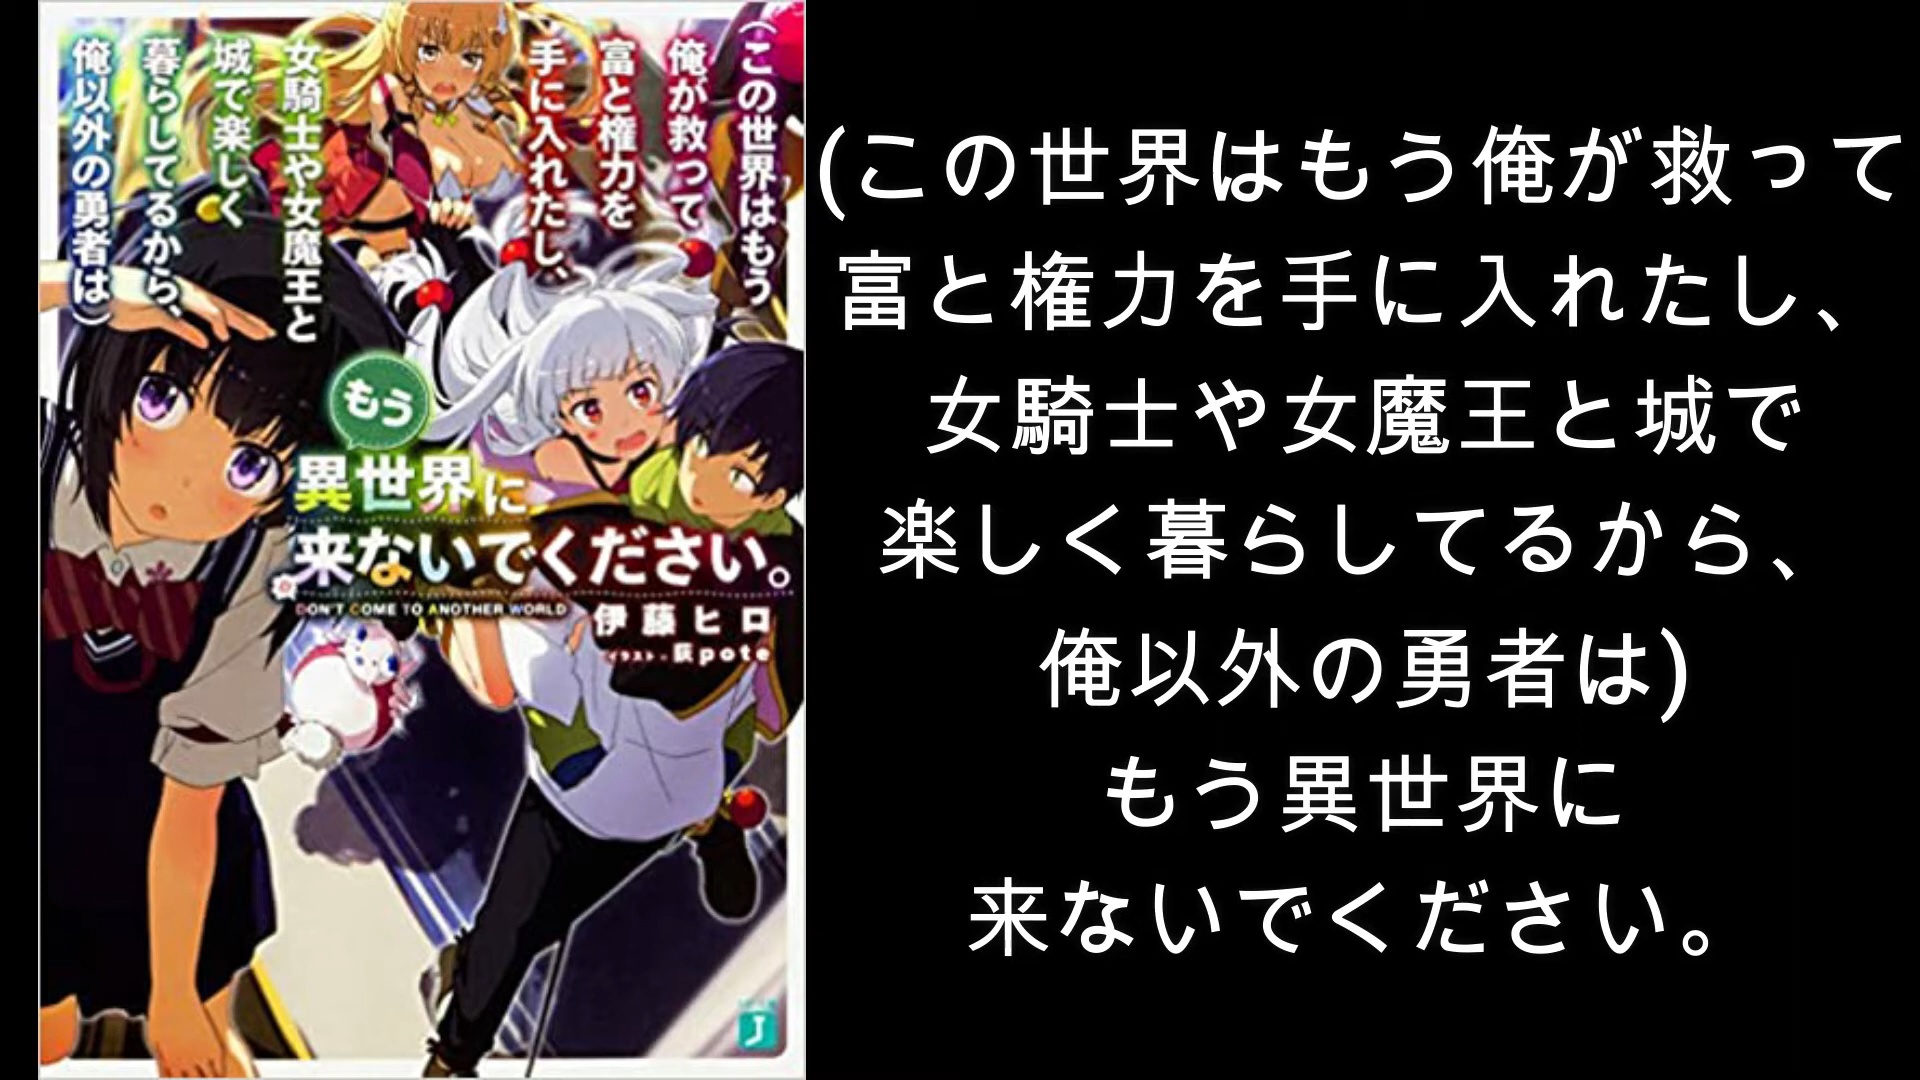 (この世界はもう
俺が救って
富と権力を
手に入れたし、
女騎士や女魔王と
城で楽しく
暮らしてるから、
俺以外の勇者は)
もう
異世界に
来ないでください。
DON'T COME TO ANOTHER WORLD
伊藤ヒロ
イラスト・荻pote
J
(この世界はもう俺が救って
富と権力を手に入れたし、
女騎士や女魔王と城で
楽しく暮らしてるから、
俺以外の勇者は)
もう異世界に
来ないでください。